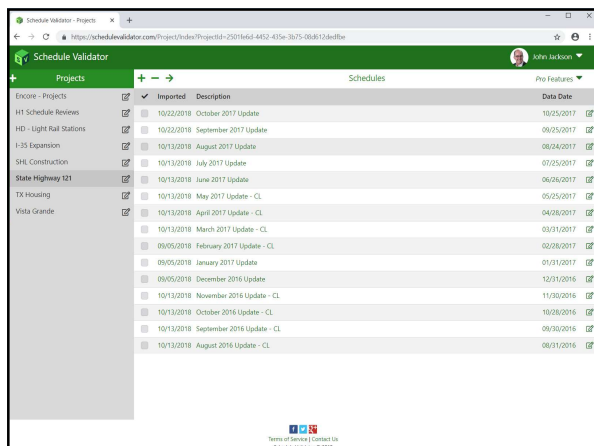 Schedule Validator - Projects
https://schedulevalidator.com/Project/Index?ProjectId=2501fe6d-4452-435e-3b75-08d612dedfbe
Schedule Validator
John Jackson
Projects
Schedules
Pro Features
Encore - Projects
H1 Schedule Reviews
HD - Light Rail Stations
I-35 Expansion
SHL Construction
State Highway 121
TX Housing
Vista Grande
Imported Description Data Date
10/22/2018 October 2017 Update 10/25/2017
10/22/2018 September 2017 Update 09/25/2017
10/13/2018 August 2017 Update 08/24/2017
10/13/2018 July 2017 Update 07/25/2017
10/13/2018 June 2017 Update 06/26/2017
10/13/2018 May 2017 Update - CL 05/25/2017
10/13/2018 April 2017 Update - CL 04/28/2017
10/13/2018 March 2017 Update - CL 03/31/2017
09/05/2018 February 2017 Update - CL 02/28/2017
09/05/2018 January 2017 Update 01/31/2017
09/05/2018 December 2016 Update 12/31/2016
10/13/2018 November 2016 Update - CL 11/30/2016
10/13/2018 October 2016 Update - CL 10/28/2016
10/13/2018 September 2016 Update - CL 09/30/2016
10/13/2018 August 2016 Update - CL 08/31/2016
Terms of Service | Contact Us